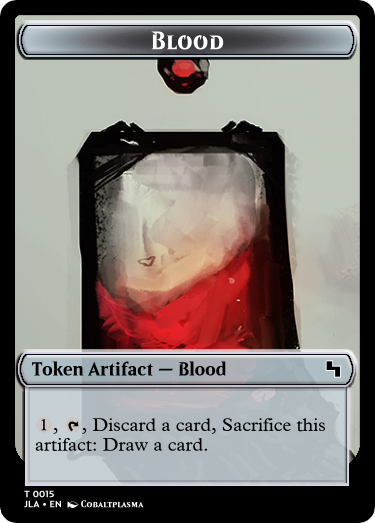 Blood
Token Artifact — Blood
1, , Discard a card, Sacrifice this
artifact: Draw a card.
T 0015
JLA • EN Cobaltplasma